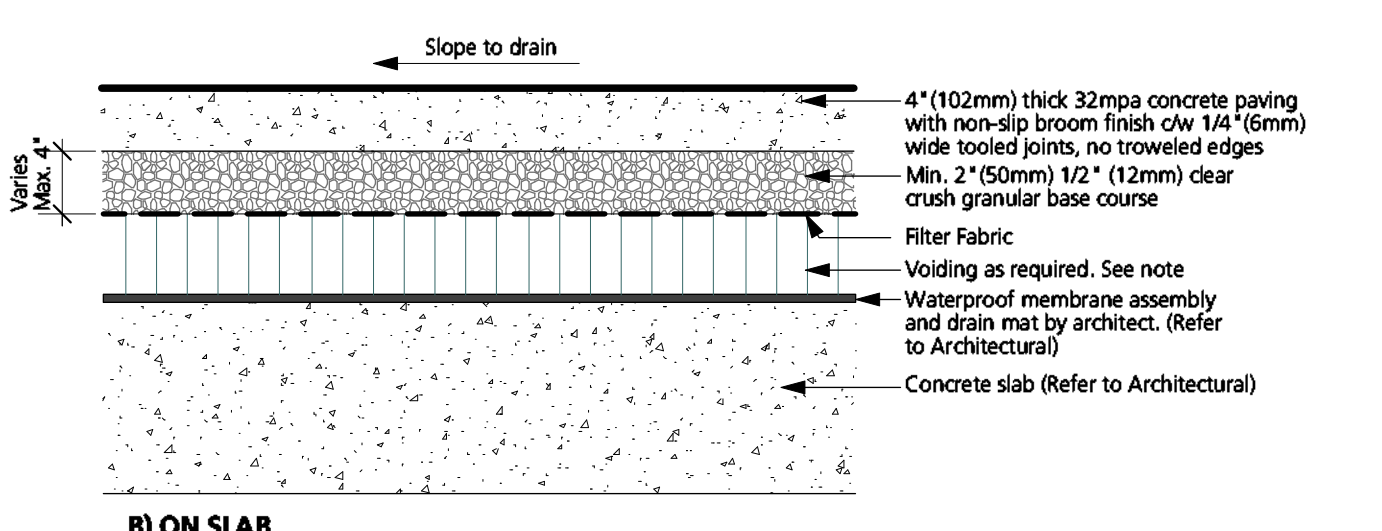 Slope to drain
4"(102mm) thick 32mpa concrete paving
with non-slip broom finish c/w 1/4"(6mm)
wide tooled joints, no troweled edges
Varies
Max. 4"
Min. 2"(50mm) 1/2" (12mm) clear
crush granular base course
Filter Fabric
Voiding as required. See note
Waterproof membrane assembly
and drain mat by architect. (Refer
to Architectural)
Concrete slab (Refer to Architectural)
B) ON SLAB